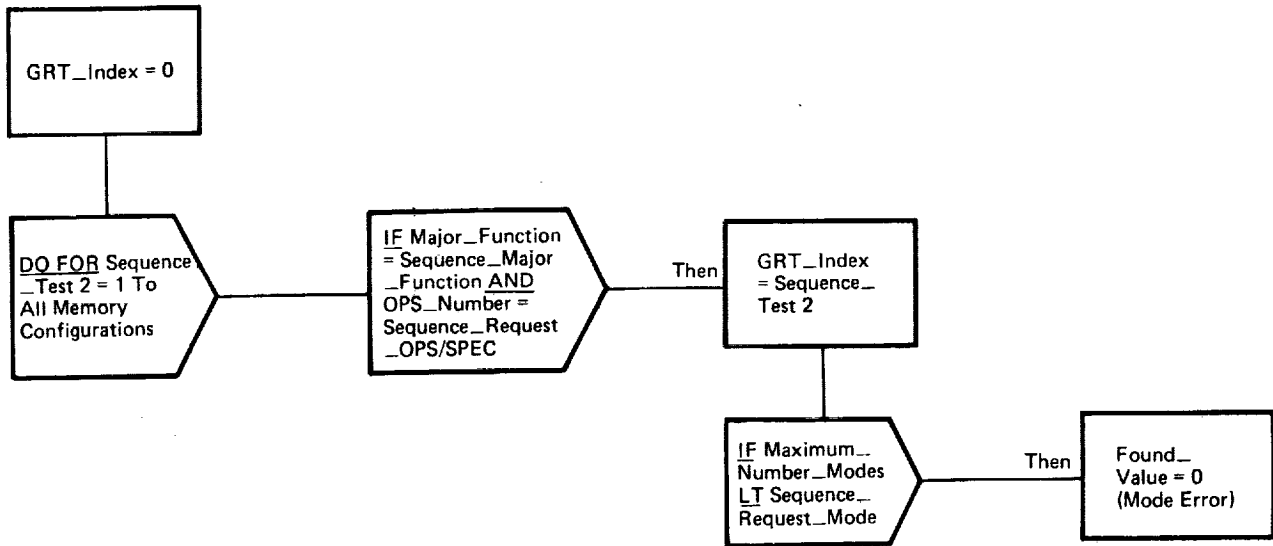 GRT_Index = 0
DO FOR Sequence
_Test 2 = 1 To
All Memory
Configurations
IF Major_Function
= Sequence_Major
_Function AND
OPS_Number =
Sequence_Request
_OPS/SPEC
Then
GRT_Index
= Sequence_
Test 2
IF Maximum_
Number_Modes
LT Sequence_
Request_Mode
Then
Found_
Value = 0
(Mode Error)